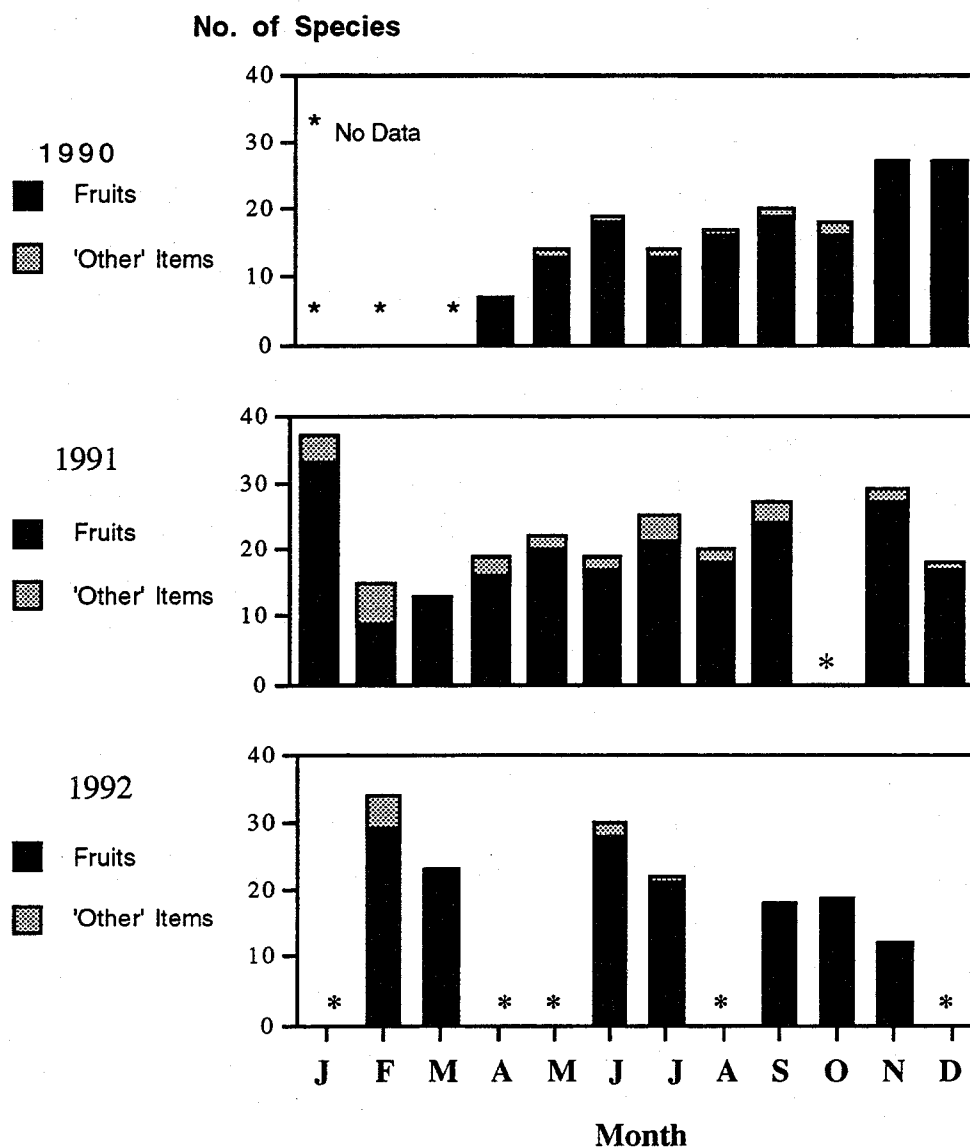 No. of Species
1990
Fruits
'Other' Items
40
30
20
10
0
* No Data
* * *
1991
Fruits
'Other' Items
40
30
20
10
0
*
1992
Fruits
'Other' Items
40
30
20
10
0
* * * * *
J F M A M J J A S O N D
Month